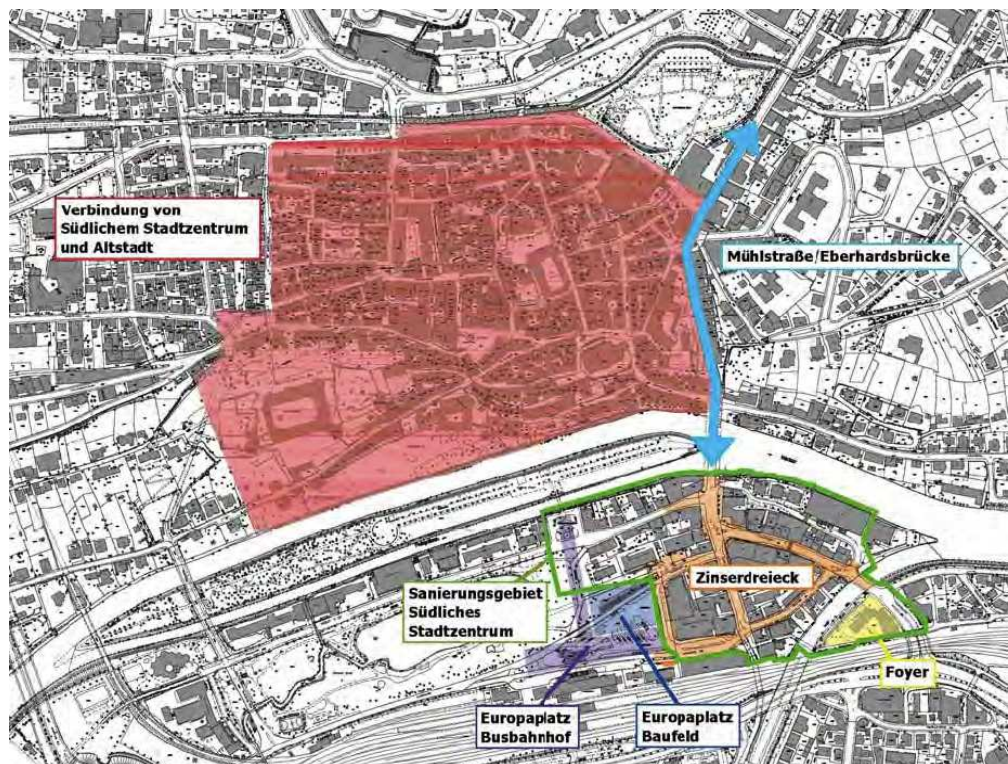 Verbindung von
Südlichem Stadtzentrum
und Altstadt
Mühlstraße/Eberhardsbrücke
Zinserdreieck
Sanierungsgebiet
Südliches
Stadtzentrum
Foyer
Europaplatz
Busbahnhof
Europaplatz
Baufeld